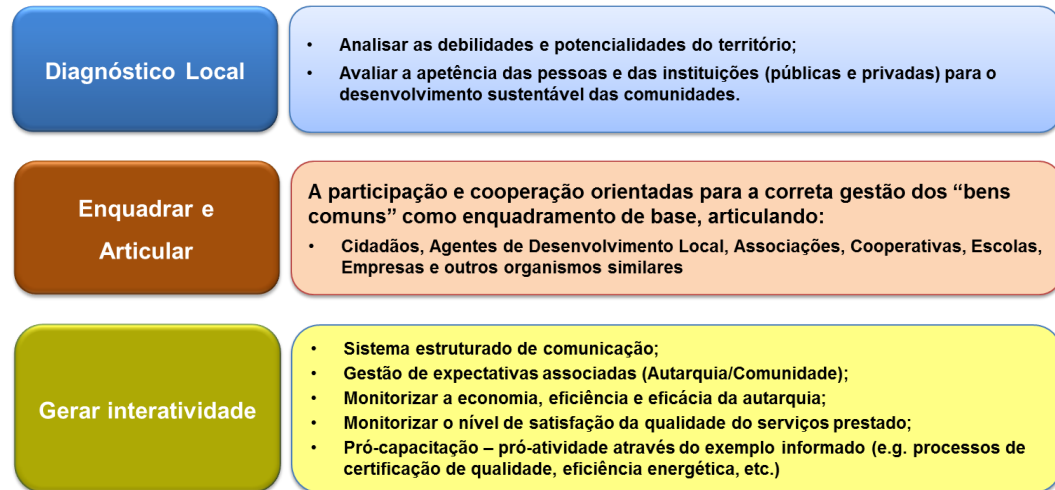 Diagnóstico Local
• Analisar as debilidades e potencialidades do território;
• Avaliar a apetência das pessoas e das instituições (públicas e privadas) para o
desenvolvimento sustentável das comunidades.
Enquadrar e
Articular
A participação e cooperação orientadas para a correta gestão dos “bens
comuns” como enquadramento de base, articulando:
• Cidadãos, Agentes de Desenvolvimento Local, Associações, Cooperativas, Escolas,
Empresas e outros organismos similares
Gerar interatividade
• Sistema estruturado de comunicação;
• Gestão de expectativas associadas (Autarquia/Comunidade);
• Monitorizar a economia, eficiência e eficácia da autarquia;
• Monitorizar o nível de satisfação da qualidade do serviços prestado;
• Pró-capacitação – pró-atividade através do exemplo informado (e.g. processos de
certificação de qualidade, eficiência energética, etc.)